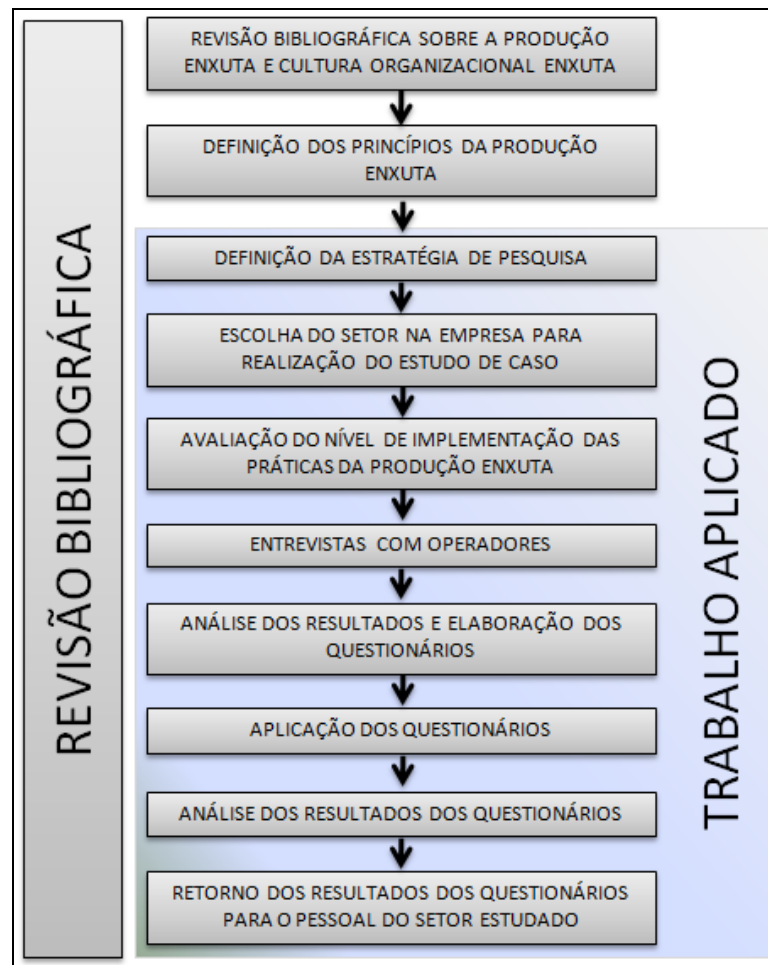 REVISÃO BIBLIOGRÁFICA
REVISÃO BIBLIOGRÁFICA SOBRE A PRODUÇÃO
ENXUTA E CULTURA ORGANIZACIONAL ENXUTA
DEFINIÇÃO DOS PRINCÍPIOS DA PRODUÇÃO
ENXUTA
DEFINIÇÃO DA ESTRATÉGIA DE PESQUISA
ESCOLHA DO SETOR NA EMPRESA PARA
REALIZAÇÃO DO ESTUDO DE CASO
AVALIAÇÃO DO NÍVEL DE IMPLEMENTAÇÃO DAS
PRÁTICAS DA PRODUÇÃO ENXUTA
ENTREVISTAS COM OPERADORES
ANÁLISE DOS RESULTADOS E ELABORAÇÃO DOS
QUESTIONÁRIOS
APLICAÇÃO DOS QUESTIONÁRIOS
ANÁLISE DOS RESULTADOS DOS QUESTIONÁRIOS
RETORNO DOS RESULTADOS DOS QUESTIONÁRIOS
PARA O PESSOAL DO SETOR ESTUDADO
TRABALHO APLICADO